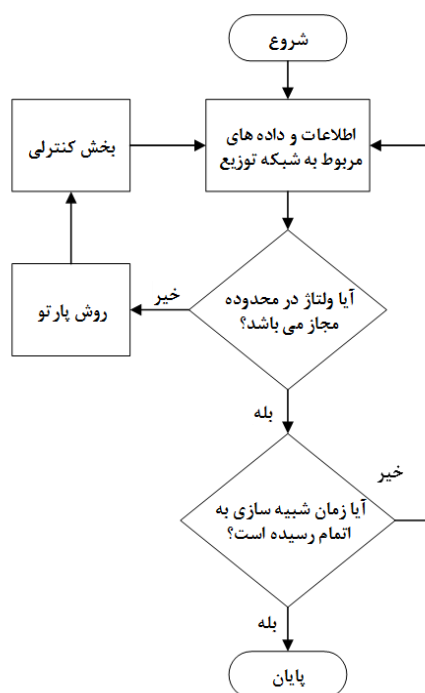 شروع
اطلاعات و داده های
مربوط به شبکه توزیع
بخش کنترلی
آیا ولتاژ در محدوده
مجاز می باشد؟
خیر
روش پارتو
بله
آیا زمان شبیه سازی به
اتمام رسیده است؟
خیر
بله
پایان